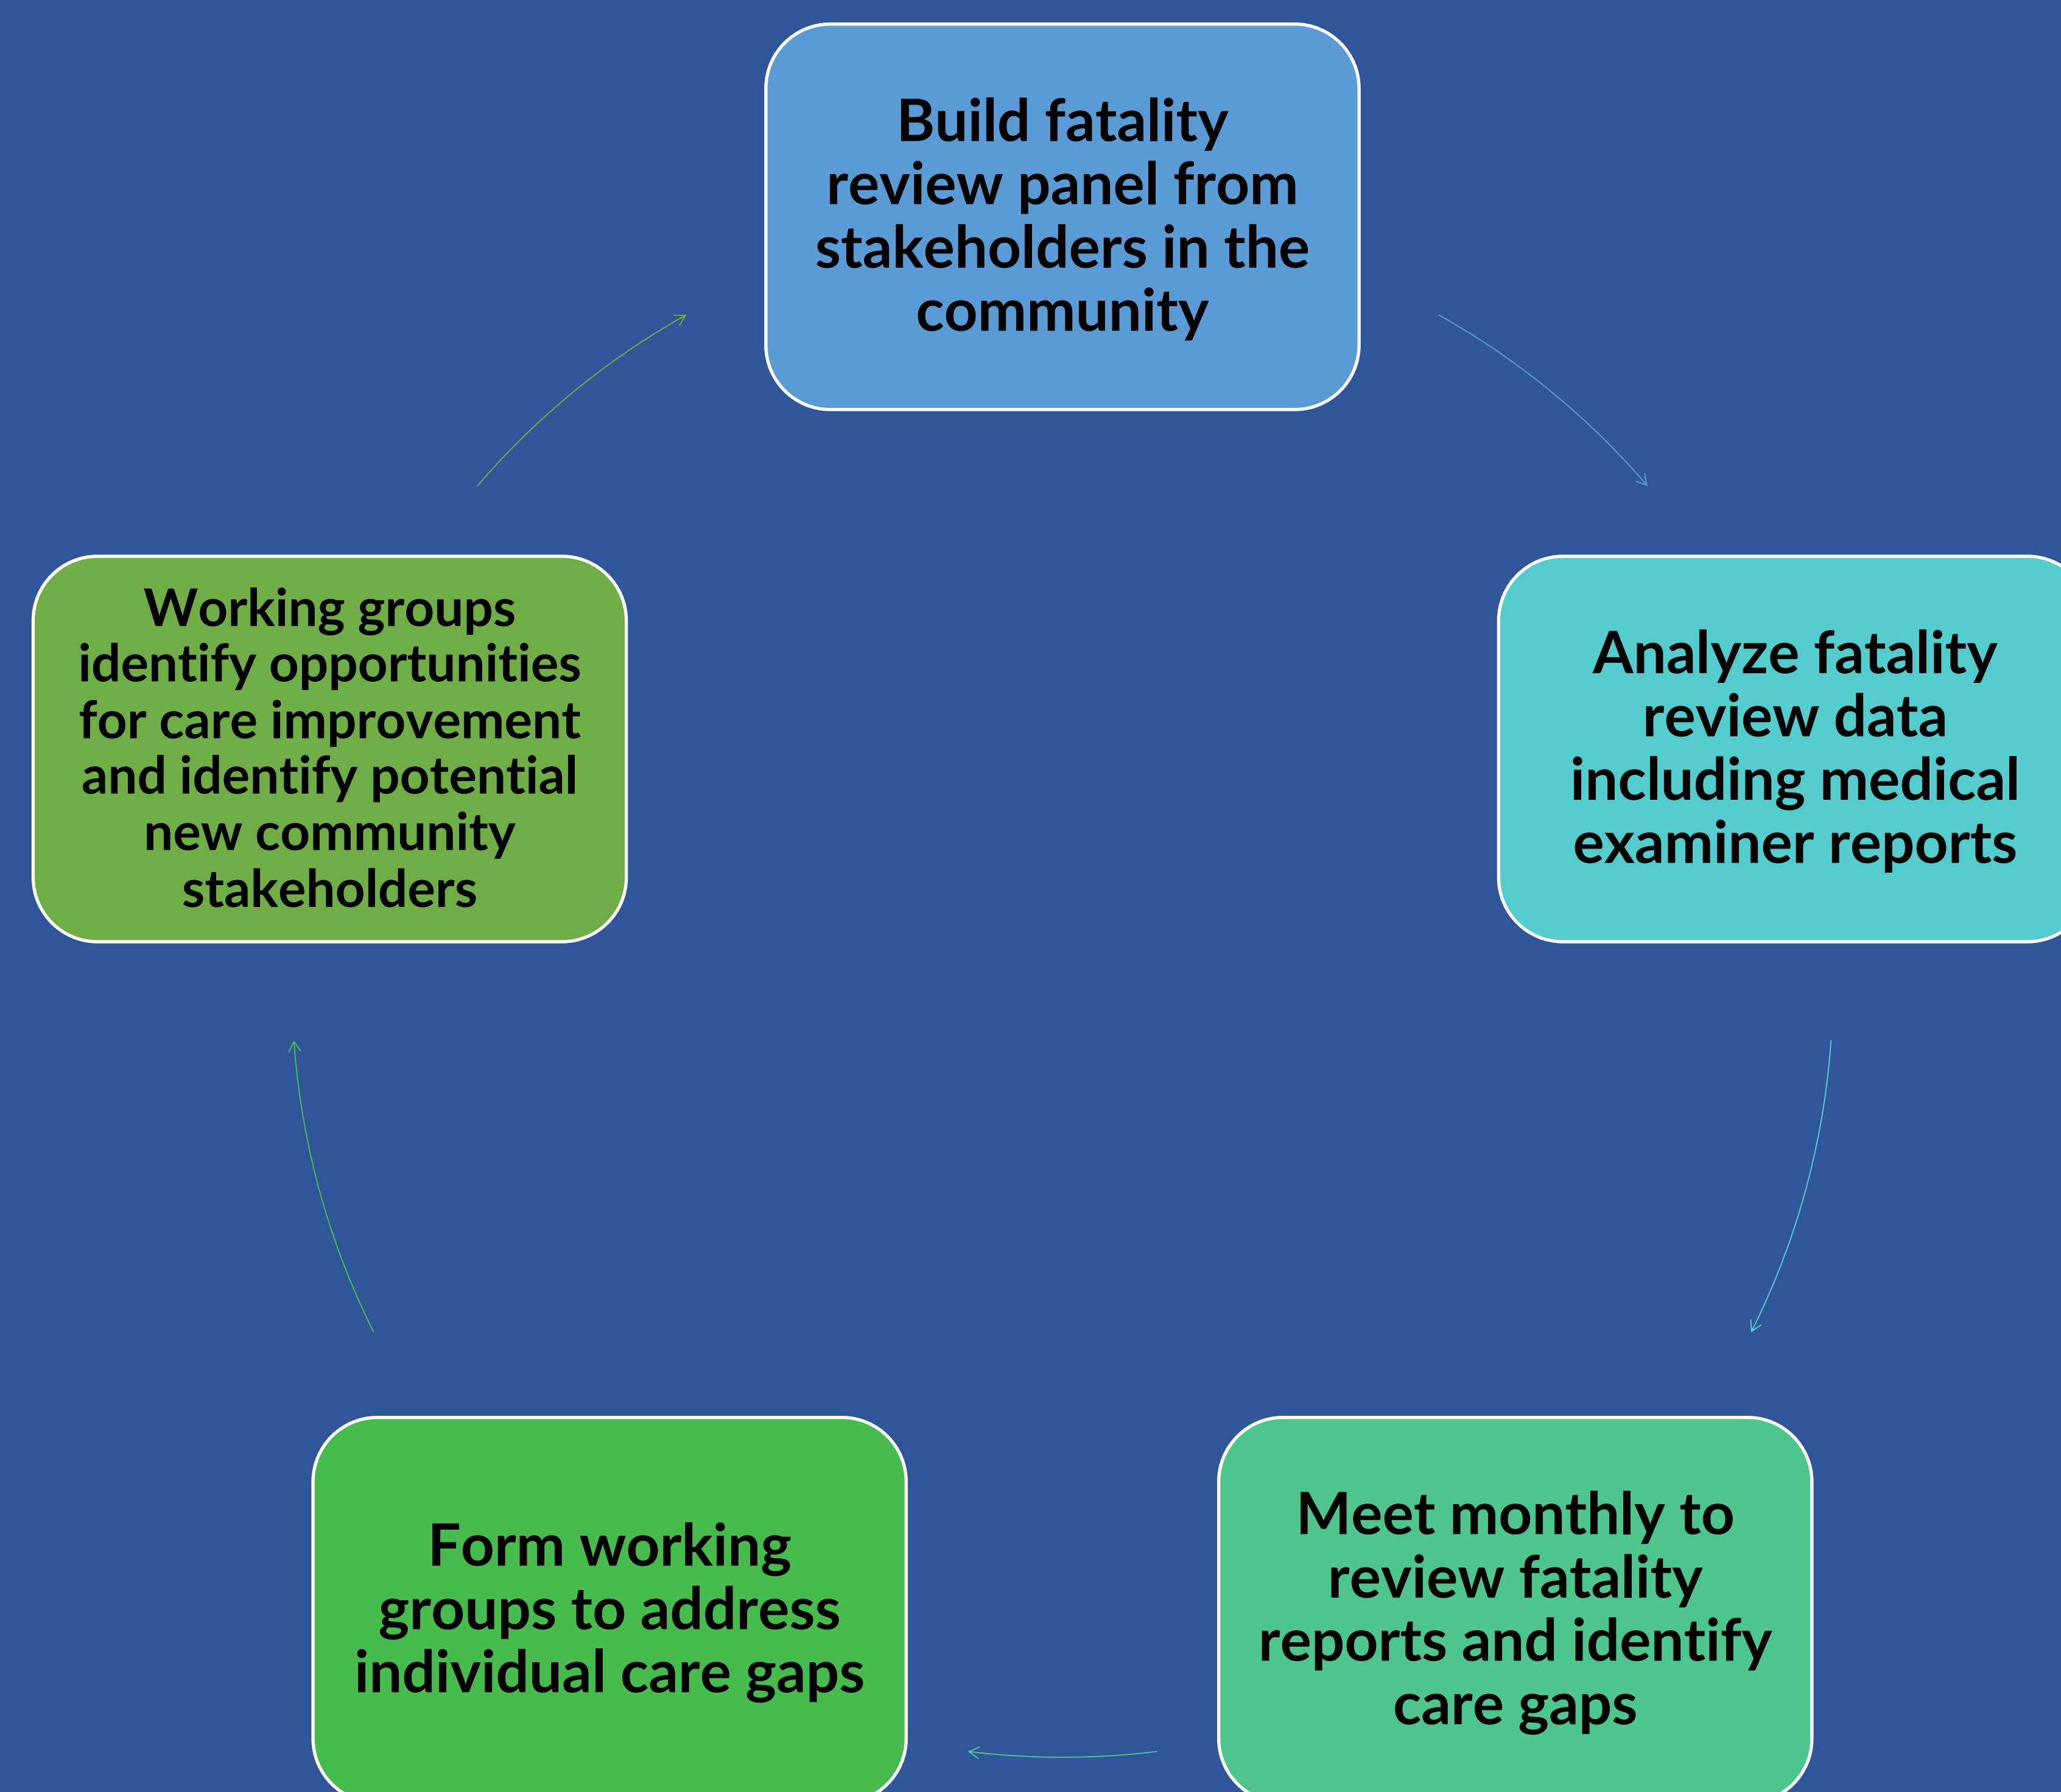 Build fatality
review panel from
stakeholders in the
community
Analyze fatality
review data
including medical
examiner reports
Meet monthly to
review fatality
reports and identify
care gaps
Form working
groups to address
individual care gaps
Working groups
identify opportunities
for care improvement
and identify potential
new community
stakeholders